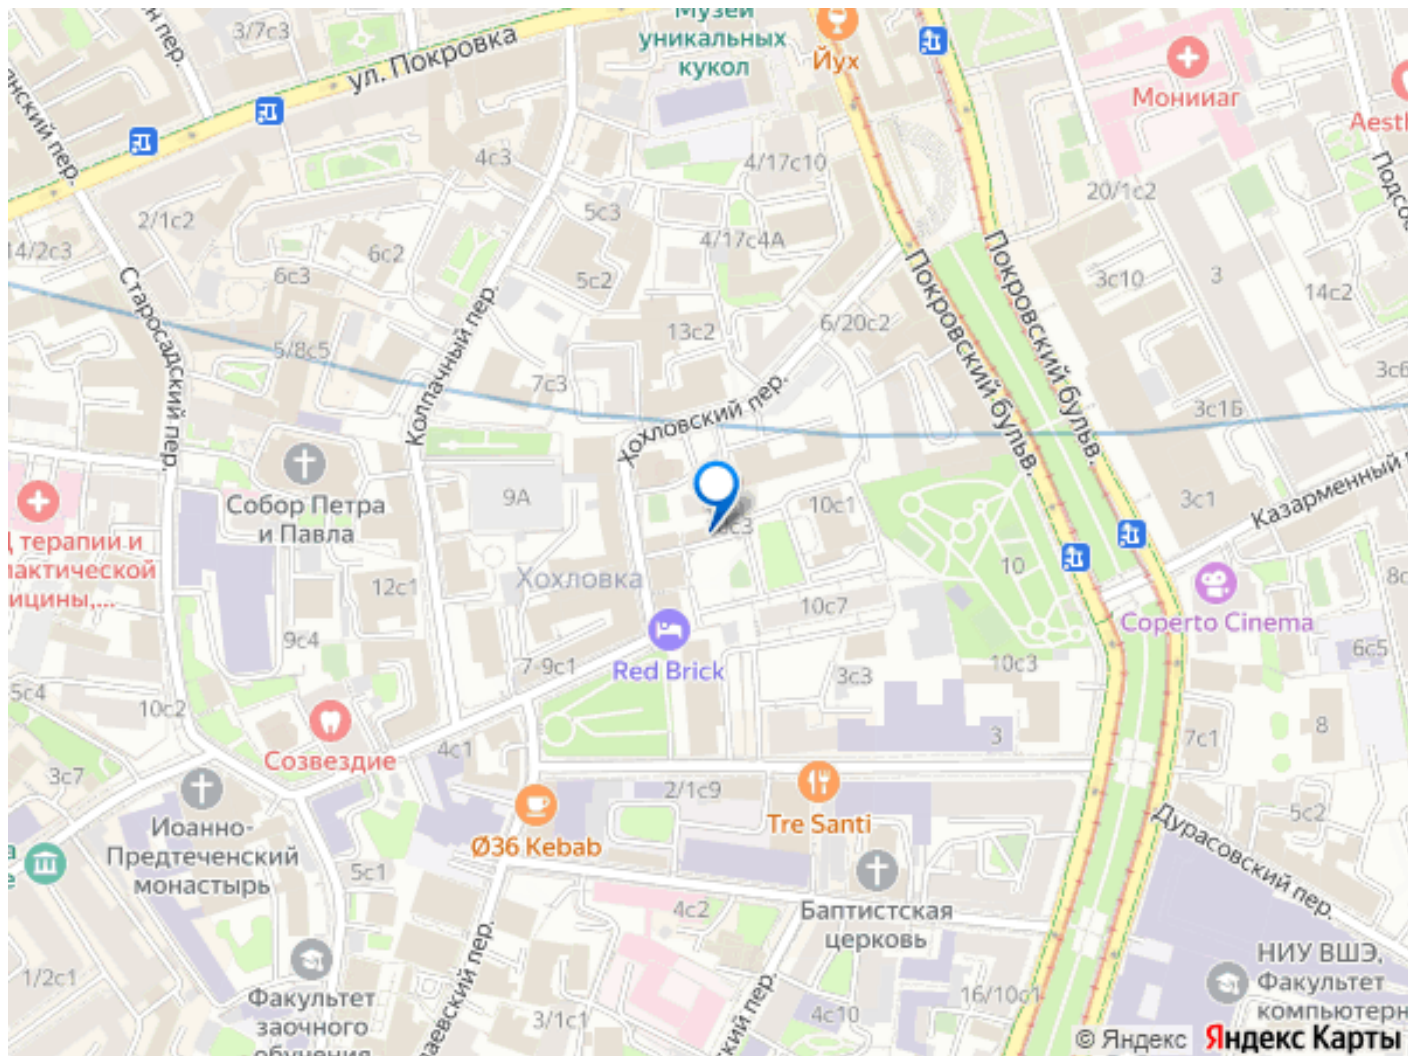 3/7с3
ул. Покровка
Музей
уникальных
кукол
Йух
Мониаг
20/1с2
4с3
4/17с10
2/1с2
14/2с3
6с2
6с3
5с3
4/17с4А
5с2
Покровский бульв.
Покровский бульв.
3с10
3
14с2
Старосадский пер.
Колпачный пер.
13с2
6/20с2
5/8с5
7с3
Хохловский пер.
3с1Б
Собор Петра
и Павла
9А
10с1
3с1
Казарменный
терапии и
Хохловка
12с1
10
10с7
Coperto Cinema
9с4
Red Brick
7-9с1
3с3
10с3
6с5
5с4
10с2
Созвездие
4с1
3
7с1
8
3с7
2/1с9
Иоанно-
Предтеченский
монастырь
Ø36 Kebab
Tre Santi
5с2
Дурасовский пер.
5с1
4с2
Баптистская
церковь
1/2с1
Факультет
заочного
обучения
3/1с1
4с10
16/10с1
НИУ ВШЭ,
Факультет
© Яндекс
Яндекс Карты